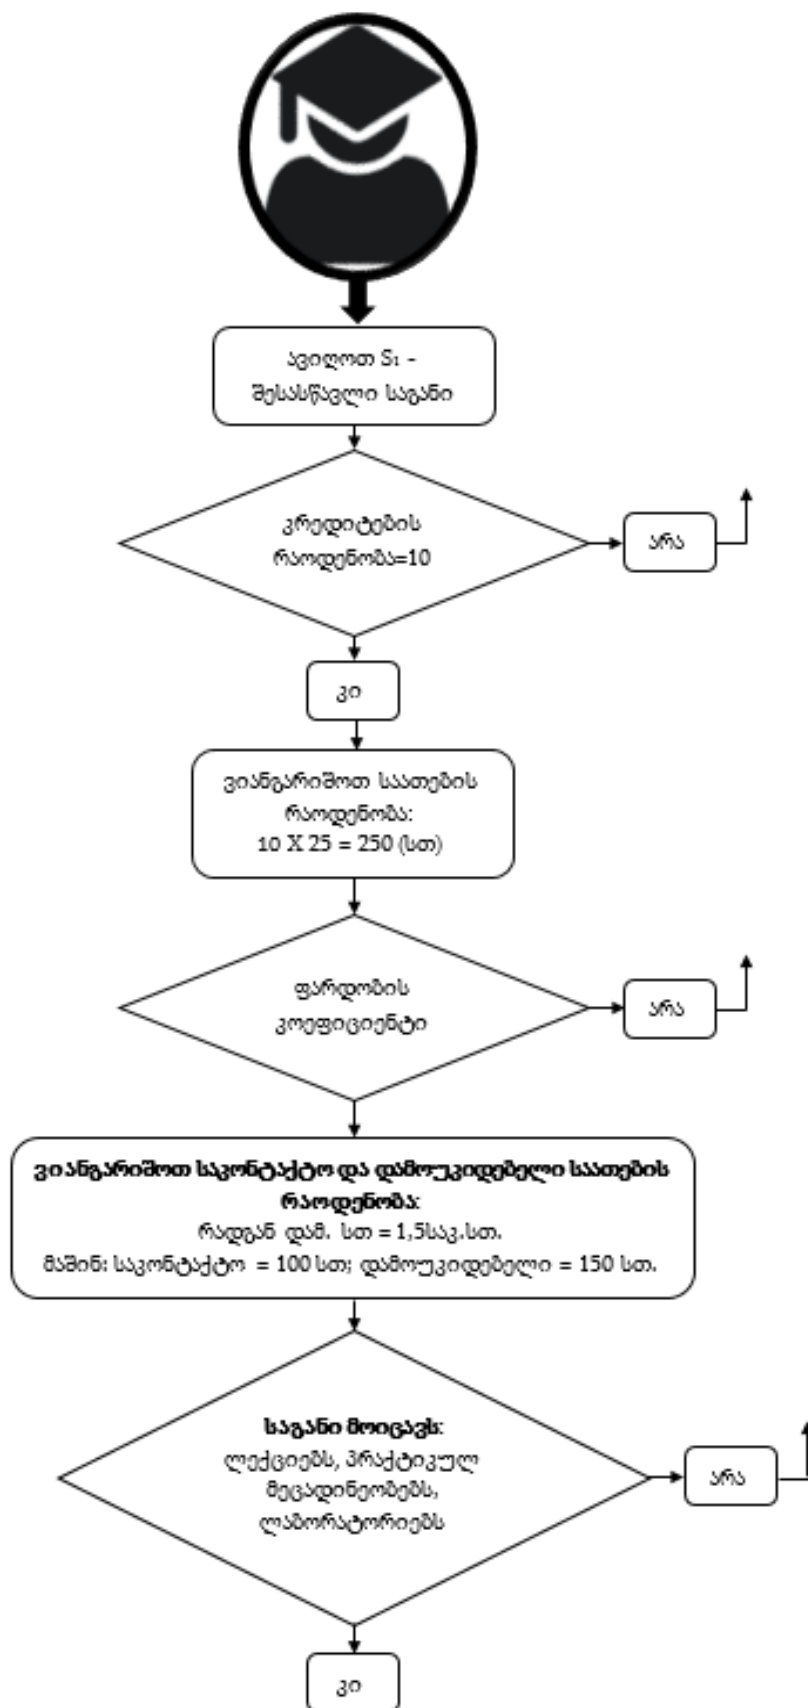 ავიღოთ S₁ -
შესასწავლი საგანი
კრედიტების
რაოდენობა=10
არა
კი
ვიანგარიშოთ საათების
რაოდენობა:
10 X 25 = 250 (სთ)
ფარდობის
კოეფიციენტი
არა
ვიანგარიშოთ საკონტაქტო და დამოუკიდებელი საათების
რაოდენობა:
რადგან დამ. სთ = 1,5საკ.სთ.
მაშინ: საკონტაქტო = 100 სთ; დამოუკიდებელი = 150 სთ.
საგანი მოიცავს:
ლექციებს, პრაქტიკულ
მეცადინეობებს,
ლაბორატორიებს
არა
კი